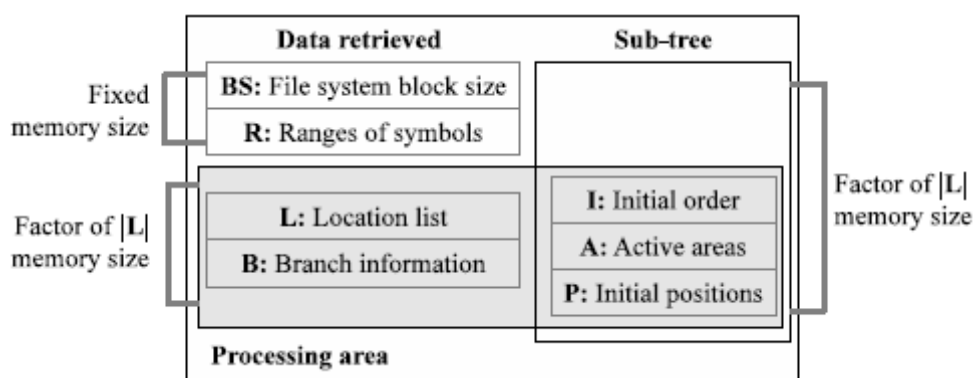 Data retrieved
Sub-tree
Fixed
memory size
BS: File system block size
R: Ranges of symbols
Factor of |L|
memory size
L: Location list
B: Branch information
I: Initial order
A: Active areas
P: Initial positions
Factor of |L|
memory size
Processing area